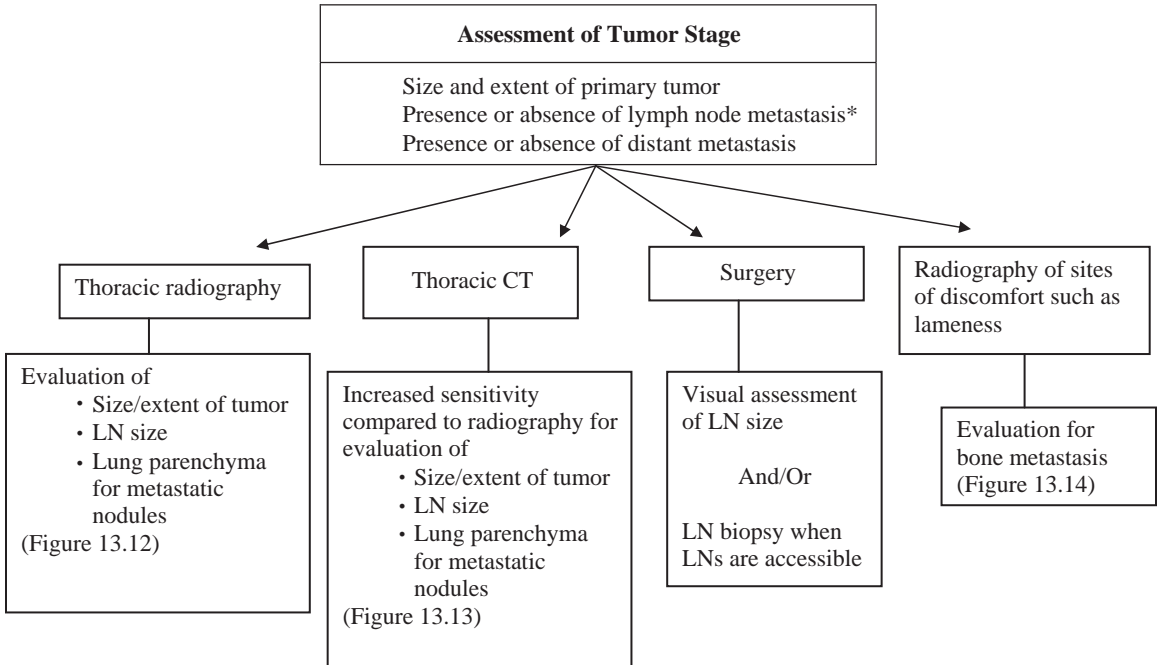 Assessment of Tumor Stage
Size and extent of primary tumor
Presence or absence of lymph node metastasis*
Presence or absence of distant metastasis
Thoracic radiography
Evaluation of
• Size/extent of tumor
• LN size
• Lung parenchyma
for metastatic
nodules
(Figure 13.12)
Thoracic CT
Increased sensitivity
compared to radiography for
evaluation of
• Size/extent of tumor
• LN size
• Lung parenchyma
for metastatic
nodules
(Figure 13.13)
Surgery
Visual assessment
of LN size
And/Or
LN biopsy when
LNs are accessible
Radiography of sites
of discomfort such as
lameness
Evaluation for
bone metastasis
(Figure 13.14)